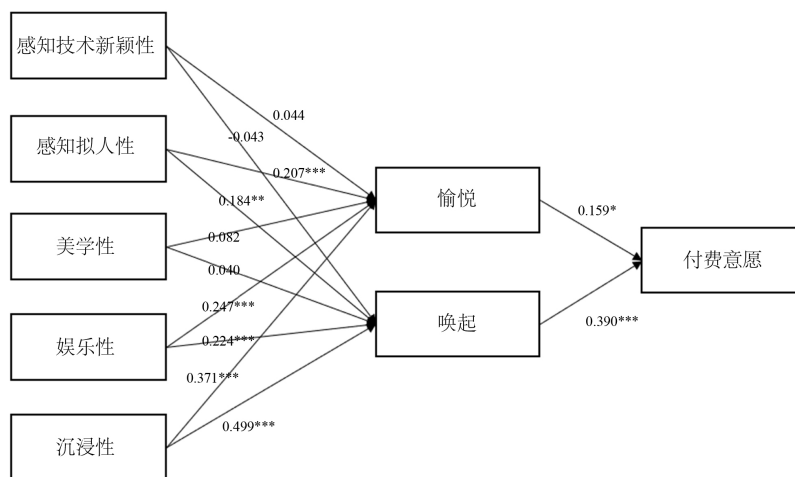 感知技术新颖性
0.044
-0.043
感知拟人性
0.207***
愉悦
0.184**
0.159*
美学性
0.082
付费意愿
0.040
0.247***
唤起
0.390***
娱乐性
0.224***
0.371***
0.499***
沉浸性